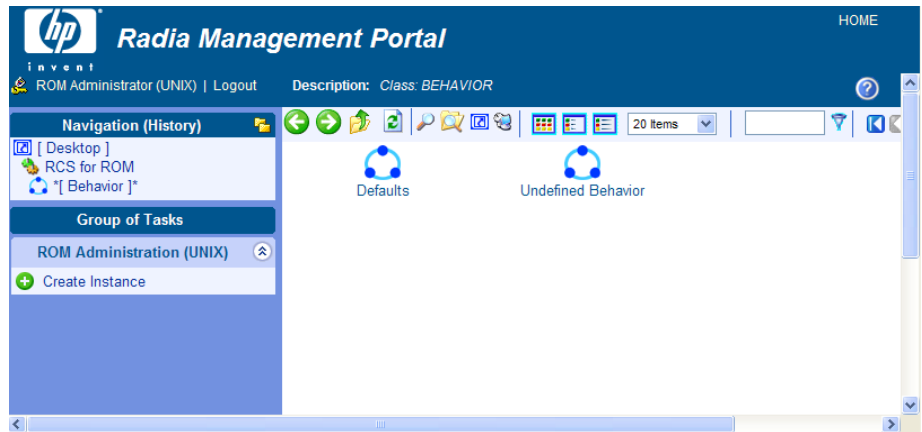 HOME
hp
invent
Radia Management Portal
ROM Administrator (UNIX) | Logout
Description: Class: BEHAVIOR
Navigation (History)
[ Desktop ]
RCS for ROM
*[ Behavior ]*
Group of Tasks
ROM Administration (UNIX)
Create Instance
20 Items
Defaults
Undefined Behavior